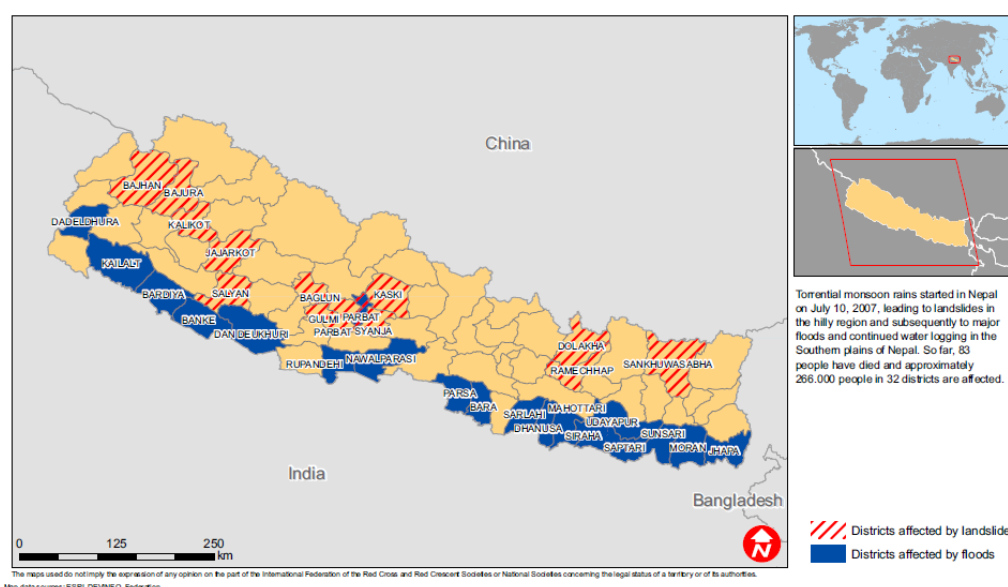 China
BAJHAN
BAJURA
DADELDHURA
KALIKOT
JAJARKOT
KAILALT
BARDIYA
SALYAN
BANKE
DAN DEUKHURI
BAGLUN
KASKI
GULMI
PARBAT
PARBAT
SYANJA
RUPANDEHI
NAWALPARASI
DOLAKHA
RAMECHHAP
SANKHUWASABHA
PARSA
BARA
SARLAHI
MAHOTTARI
DHANUSA
UDAYAPUR
SIRAHA
SUNSARI
SAPTARI
MORAN
JHAPA
India
Bangladesh
0 125 250
km
N
Torrential monsoon rains started in Nepal
on July 10, 2007, leading to landslides in
the hilly region and subsequently to major
floods and continued water logging in the
Southern plains of Nepal. So far, 83
people have died and approximately
266.000 people in 32 districts are affected.
Districts affected by landslide
Districts affected by floods
The maps used do not imply the expression of any opinion on the part of the International Federation of the Red Cross and Red Crescent Societies or National Societies concerning the legal status of a territory or of its authorities.